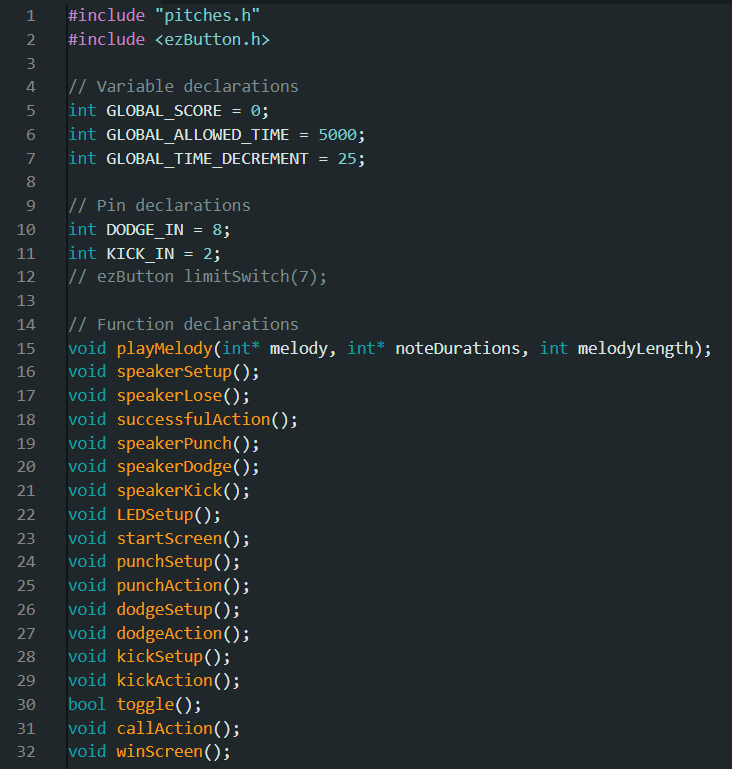 1 #include "pitches.h"
2 #include <ezButton.h>
3
4 // Variable declarations
5 int GLOBAL_SCORE = 0;
6 int GLOBAL_ALLOWED_TIME = 5000;
7 int GLOBAL_TIME_DECREMENT = 25;
8
9 // Pin declarations
10 int DODGE_IN = 8;
11 int KICK_IN = 2;
12 // ezButton limitSwitch(7);
13
14 // Function declarations
15 void playMelody(int* melody, int* noteDurations, int melodyLength);
16 void speakerSetup();
17 void speakerLose();
18 void successfulAction();
19 void speakerPunch();
20 void speakerDodge();
21 void speakerKick();
22 void LEDSetup();
23 void startScreen();
24 void punchSetup();
25 void punchAction();
26 void dodgeSetup();
27 void dodgeAction();
28 void kickSetup();
29 void kickAction();
30 bool toggle();
31 void callAction();
32 void winScreen();